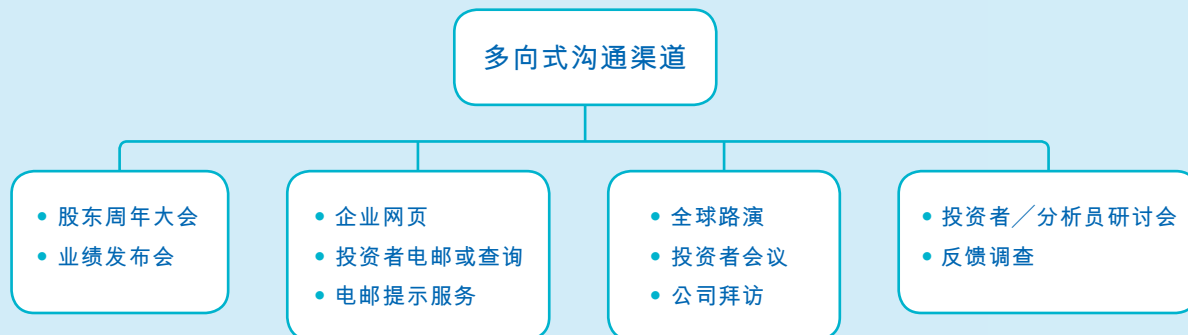 多向式沟通渠道
• 股东周年大会
• 业绩发布会
• 企业网页
• 投资者电邮或查询
• 电邮提示服务
• 全球路演
• 投资者会议
• 公司拜访
• 投资者╱分析员研讨会
• 反馈调查